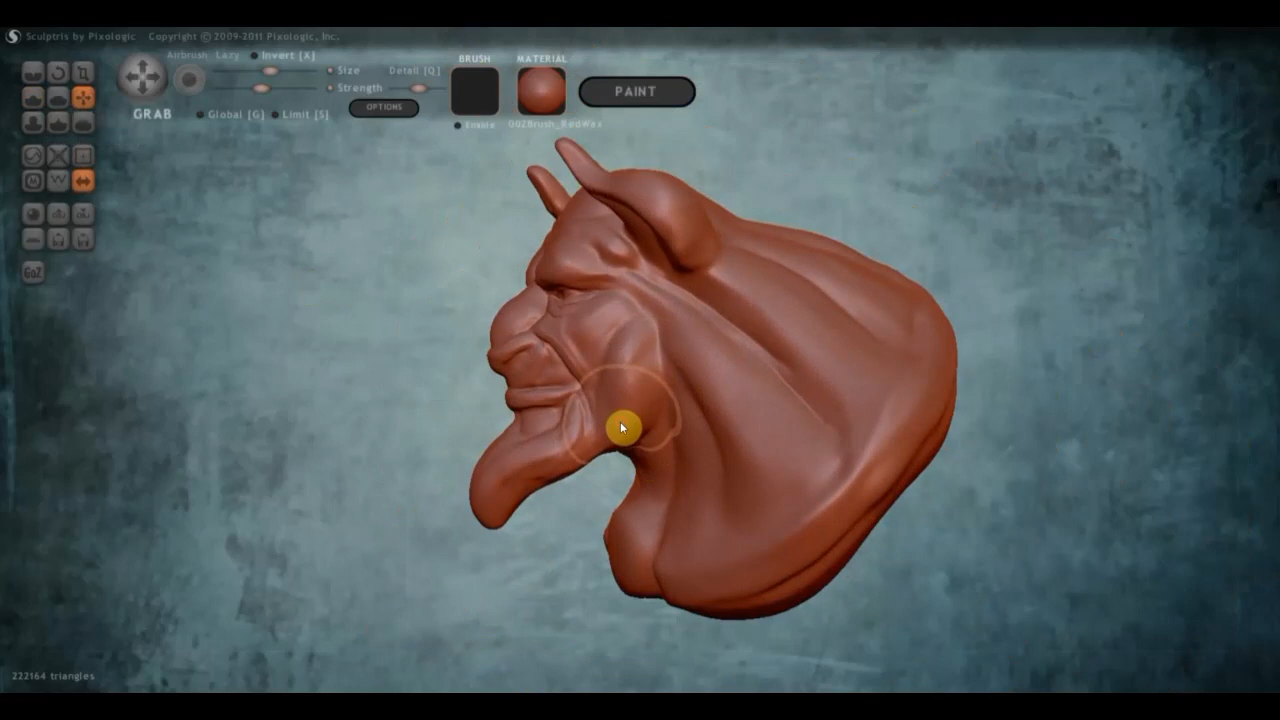 Sculptris by Pixologic Copyright © 2009-2011 Pixologic, Inc.
Airbrush Lazy Invert [X]
BRUSH MATERIAL
Size Detail [Q]
Strength
PAINT
OPTIONS
GRAB Global [G] Limit [S]
Enable GOZBrush_RedWax
GoZ
222164 triangles